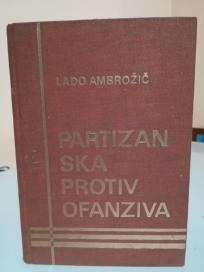 LADO AMBROŽIČ
PARTIZAN
SKA
PROTIV
OFANZIVA